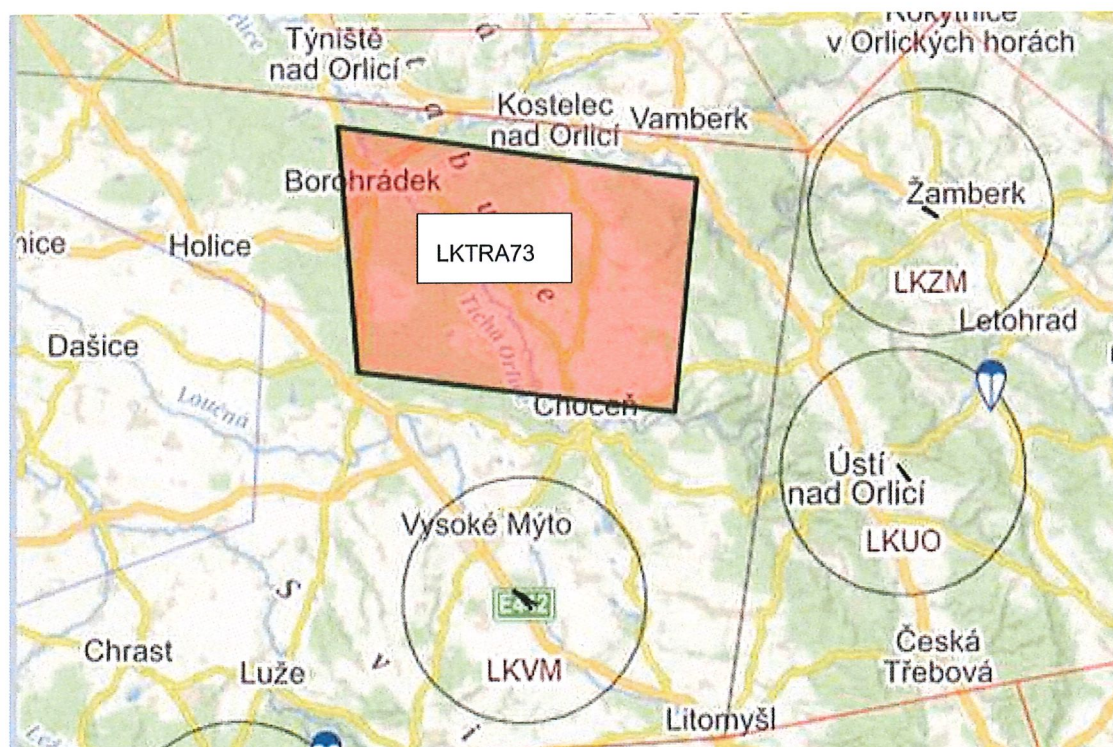 Týniště
nad Orlicí
Rokytnice
v Orlických horách
Kostelec
nad Orlicí
Vamberk
Borohrádek
Žamberk
LKTRA73
Holice
nice
LKZM
Letohrad
Tichá Orlice
Dašice
Loučná
Choceň
Ústí
nad Orlicí
Vysoké Mýto
LKUO
E442
Chrast
LKVM
Česká
Třebová
Luže
Litomyšl